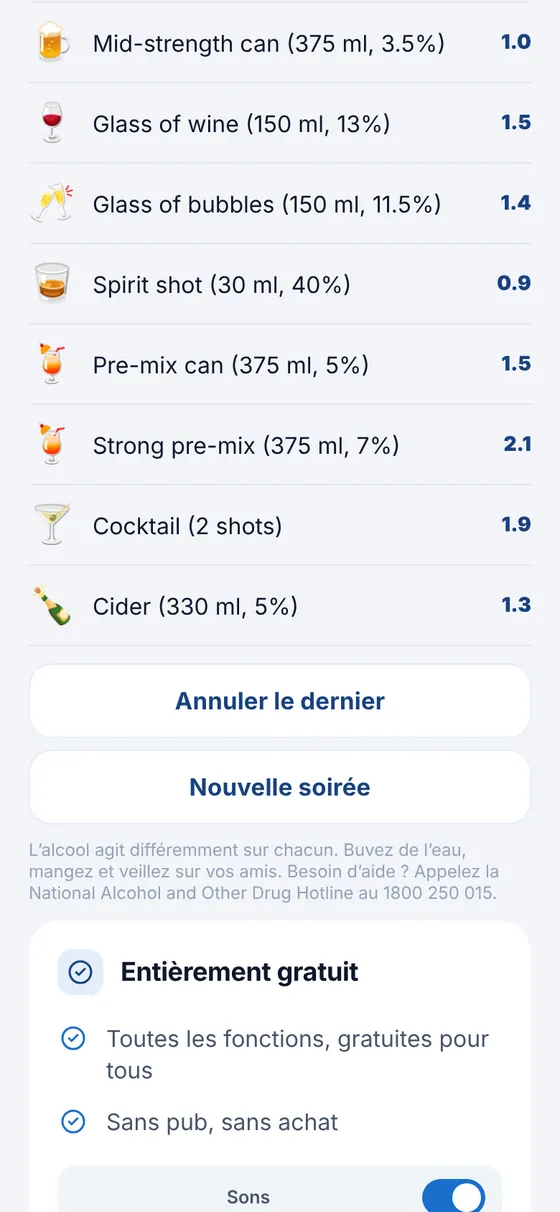 Mid-strength can (375 ml, 3.5%) 1.0
Glass of wine (150 ml, 13%) 1.5
Glass of bubbles (150 ml, 11.5%) 1.4
Spirit shot (30 ml, 40%) 0.9
Pre-mix can (375 ml, 5%) 1.5
Strong pre-mix (375 ml, 7%) 2.1
Cocktail (2 shots) 1.9
Cider (330 ml, 5%) 1.3
Annuler le dernier
Nouvelle soirée
L’alcool agit différemment sur chacun. Buvez de l’eau,
mangez et veillez sur vos amis. Besoin d’aide ? Appelez la
National Alcohol and Other Drug Hotline au 1800 250 015.
Entièrement gratuit
Toutes les fonctions, gratuites pour
tous
Sans pub, sans achat
Sons